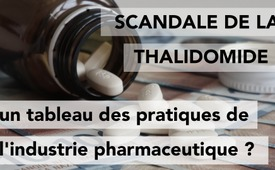 SCANDALE DE LA
THALIDOMIDE
un tableau des pratiques de
l'industrie pharmaceutique ?